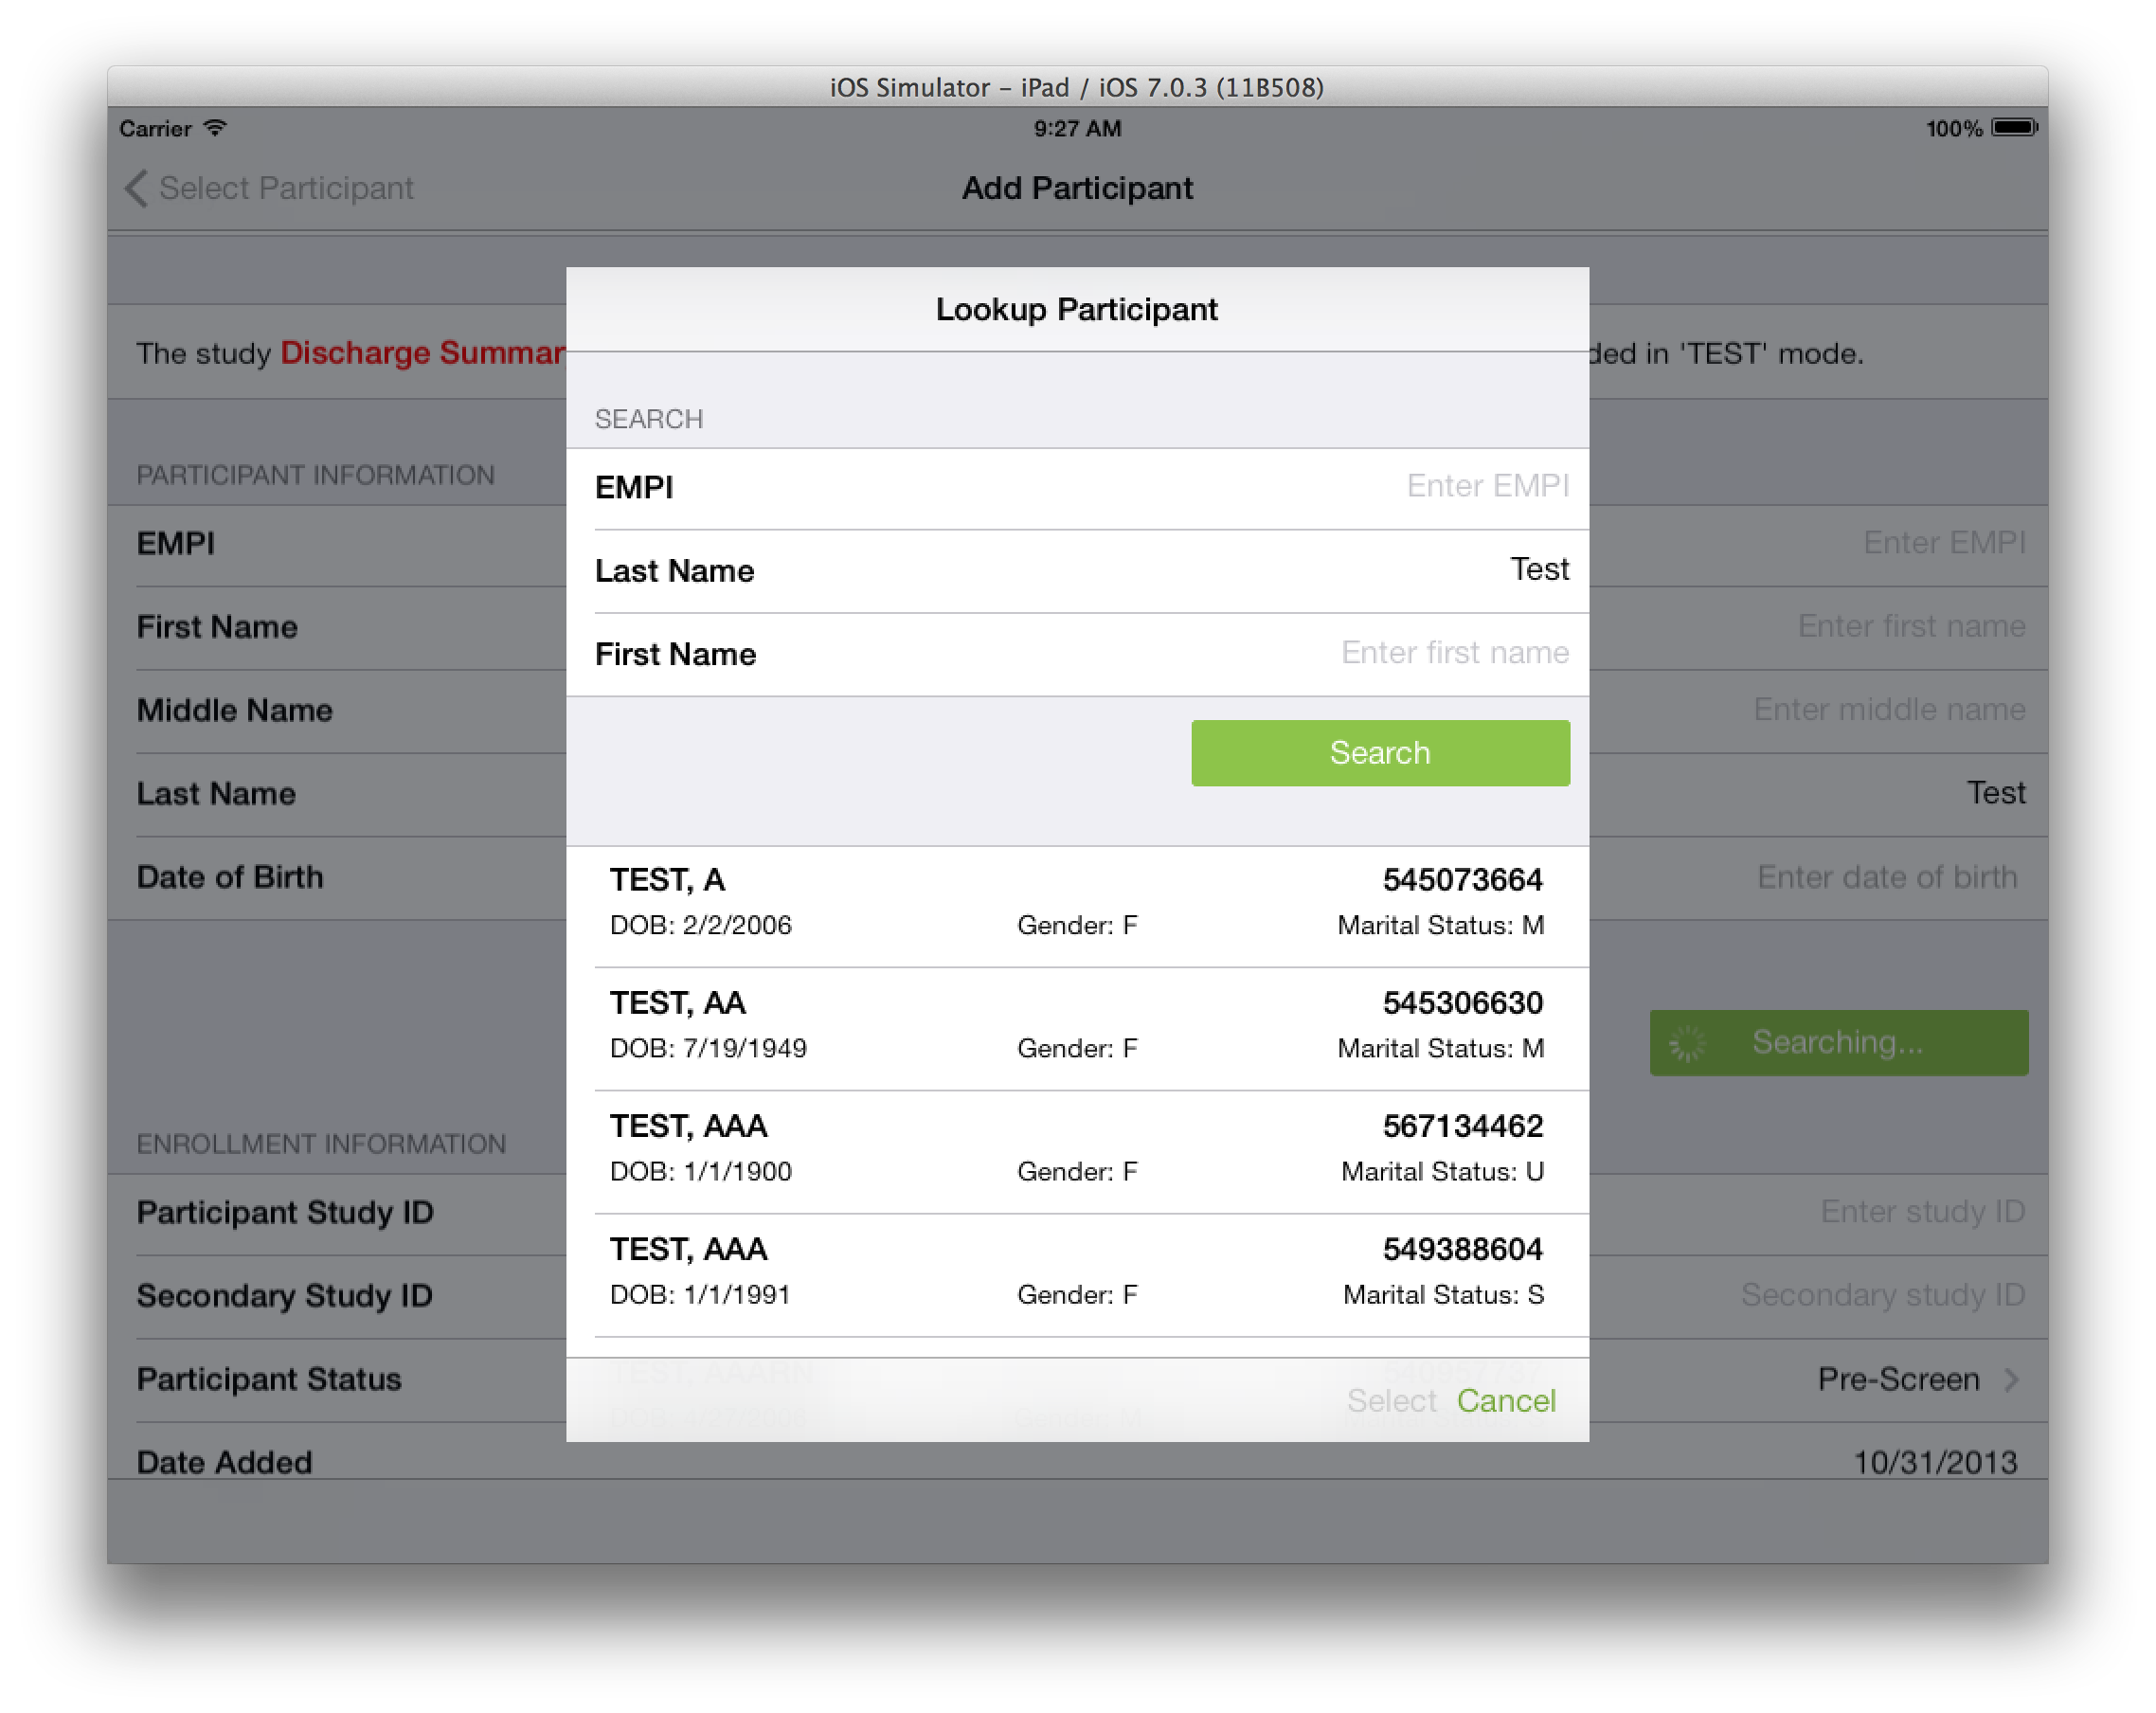 iOS Simulator – iPad / iOS 7.0.3 (11B508)
Carrier 9:27 AM 100%
Select Participant Add Participant
Lookup Participant
The study Discharge Summar ded in 'TEST' mode.
SEARCH
PARTICIPANT INFORMATION
EMPI Enter EMPI
EMPI Enter EMPI
Last Name Test
First Name Enter first name
First Name Enter first name
Middle Name Enter middle name
Search
Last Name Test
Date of Birth Enter date of birth
TEST, A 545073664
DOB: 2/2/2006 Gender: F Marital Status: M
TEST, AA 545306630
DOB: 7/19/1949 Gender: F Marital Status: M
Searching...
TEST, AAA 567134462
DOB: 1/1/1900 Gender: F Marital Status: U
ENROLLMENT INFORMATION
Participant Study ID Enter study ID
TEST, AAA 549388604
DOB: 1/1/1991 Gender: F Marital Status: S
Secondary Study ID Secondary study ID
Participant Status Pre-Screen
TEST, AAARN
Select Cancel
Date Added 10/31/2013